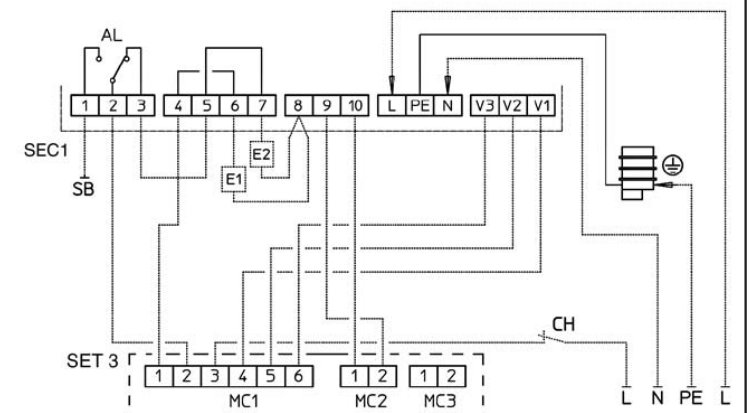 AL
1 2 3 4 5 6 7 8 9 10 L PE N V3 V2 V1
SEC1
E2
E1
SB
CH
SET 3
1 2 3 4 5 6 1 2 1 2
MC1 MC2 MC3
L N PE L